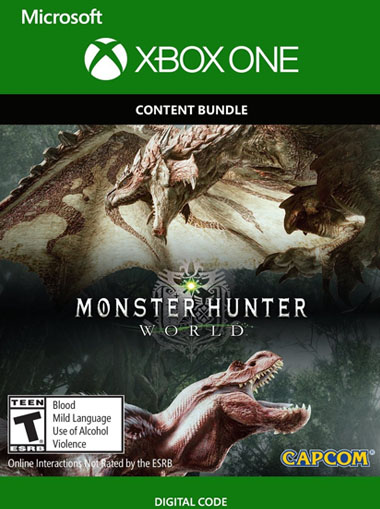 Microsoft
XBOX ONE
CONTENT BUNDLE
MONSTER HUNTER
WORLD
TEEN
T
ESRB
Blood
Mild Language
Use of Alcohol
Violence
Online Interactions Not Rated by the ESRB
CAPCOM
DIGITAL CODE